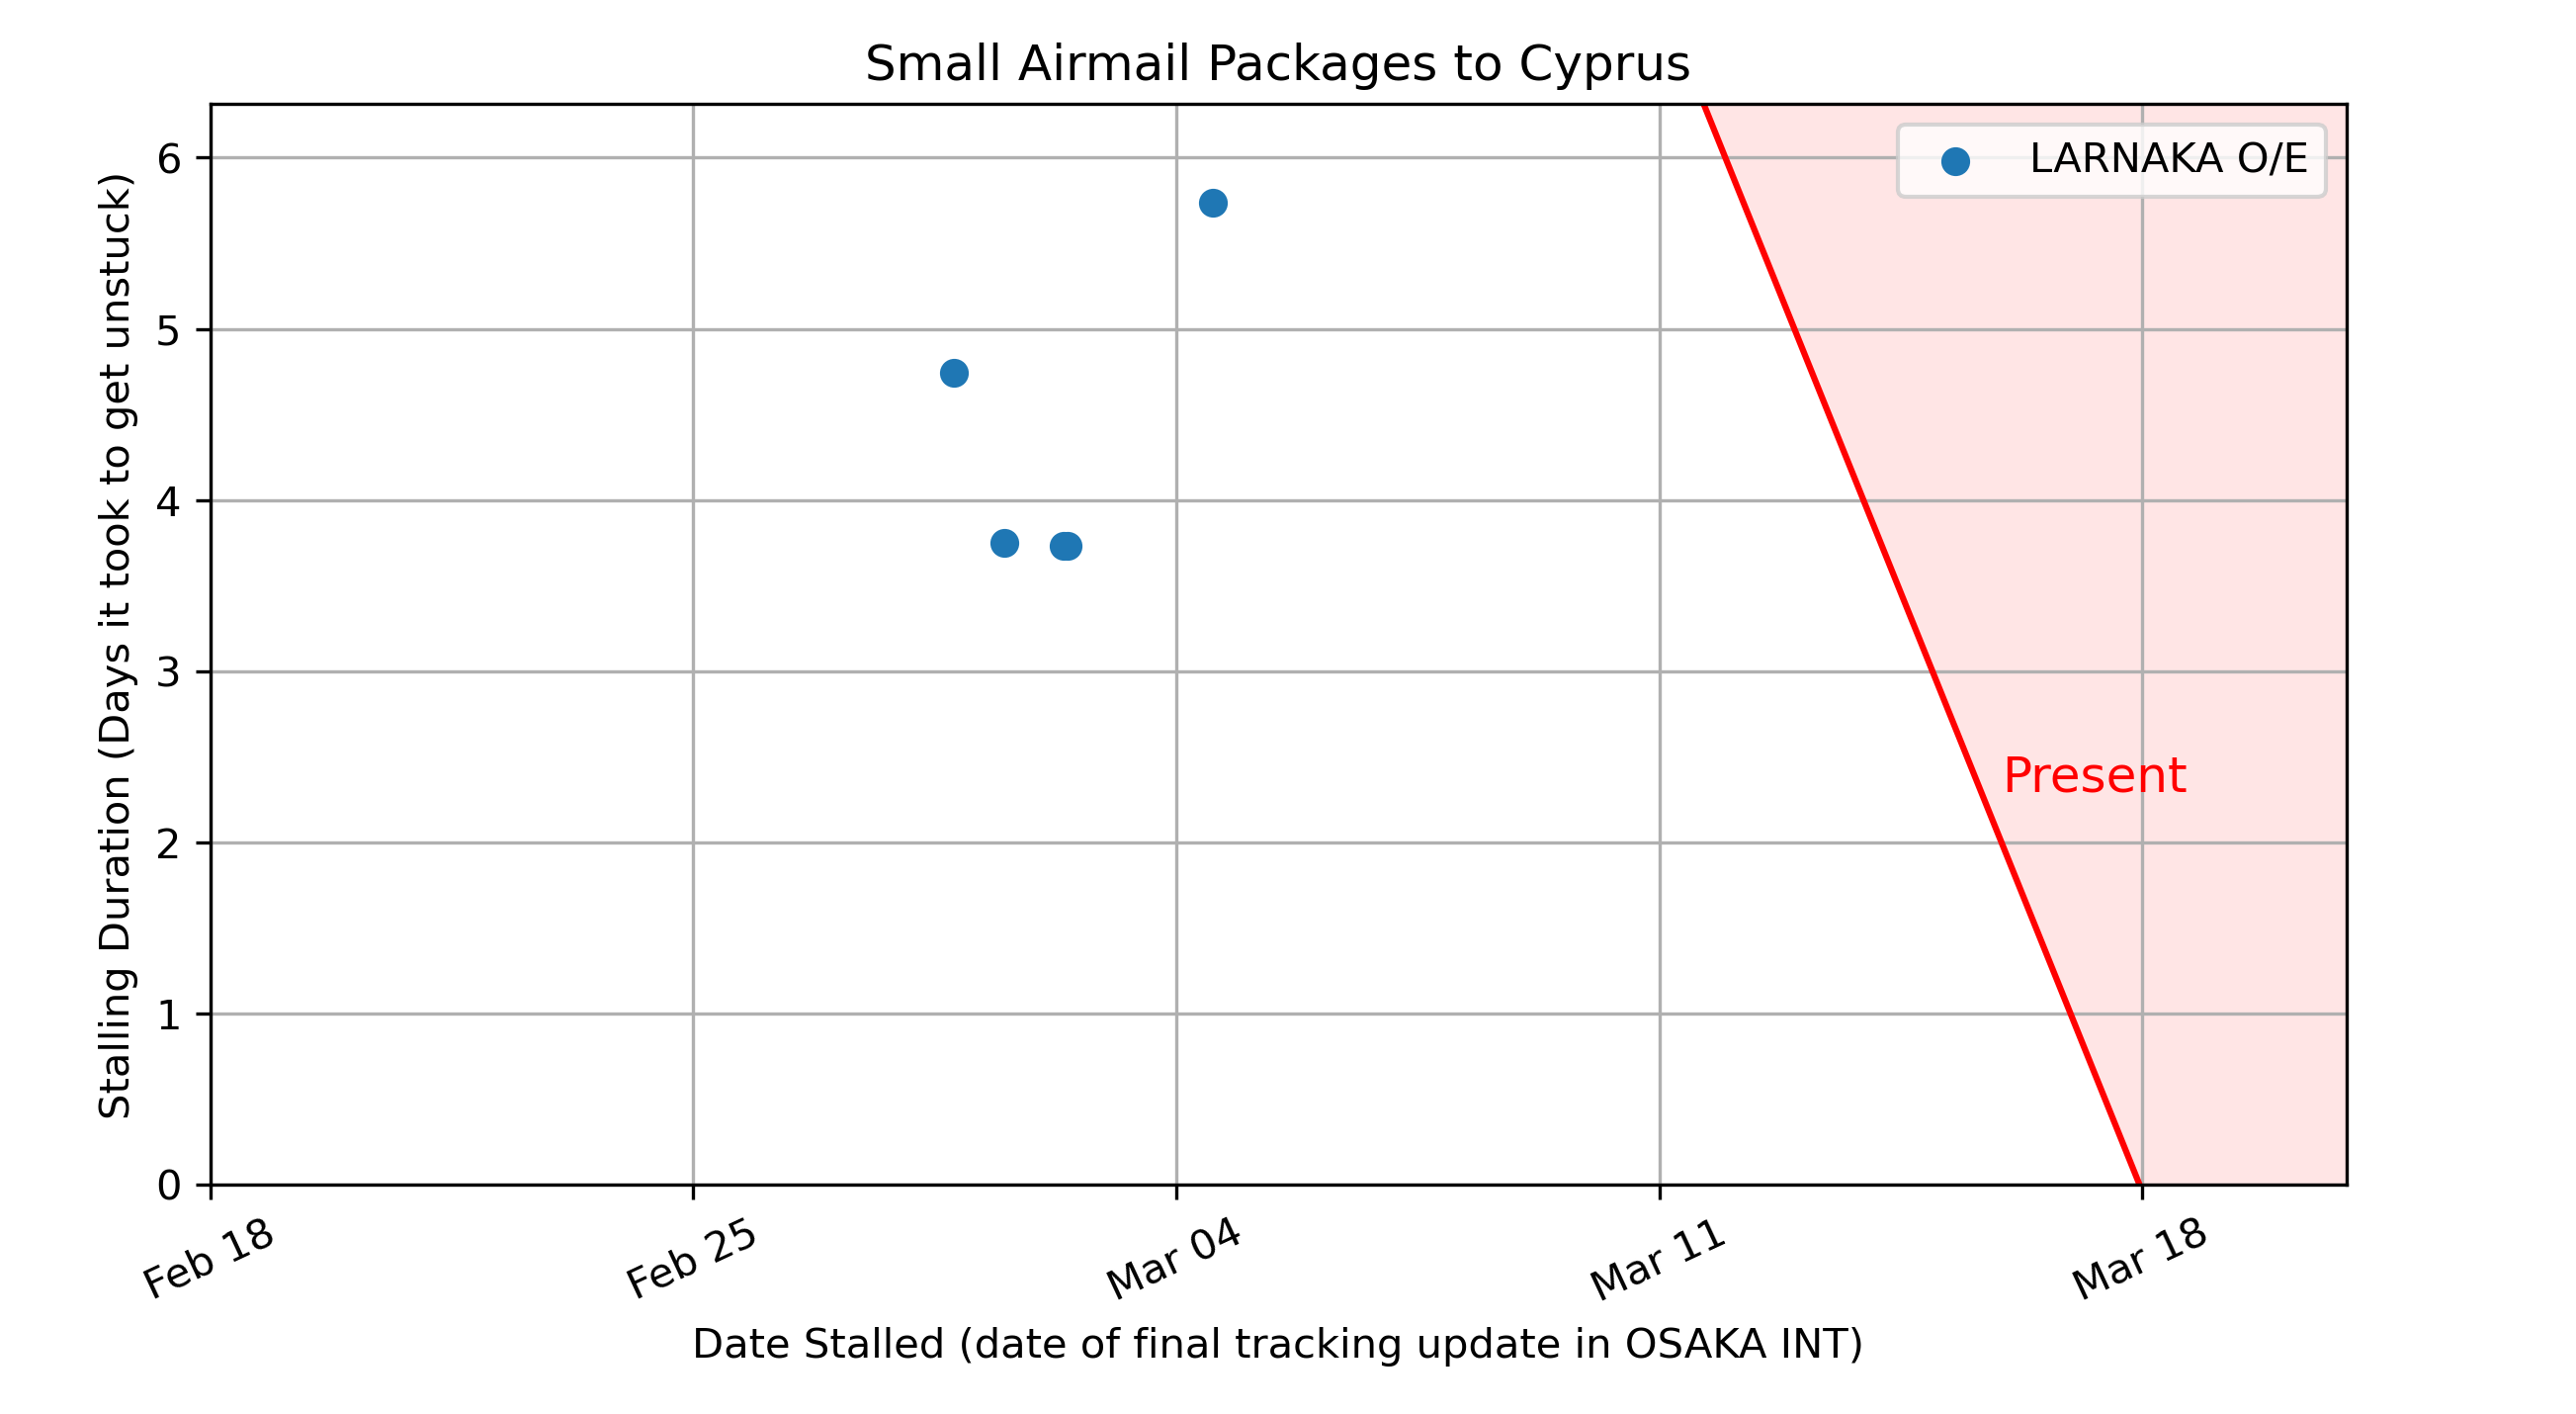 Small Airmail Packages to Cyprus
LARNAKA O/E
Stalling Duration (Days it took to get unstuck)
6
5
4
3
2
1
0
Present
Feb 18
Feb 25
Mar 04
Mar 11
Mar 18
Date Stalled (date of final tracking update in OSAKA INT)